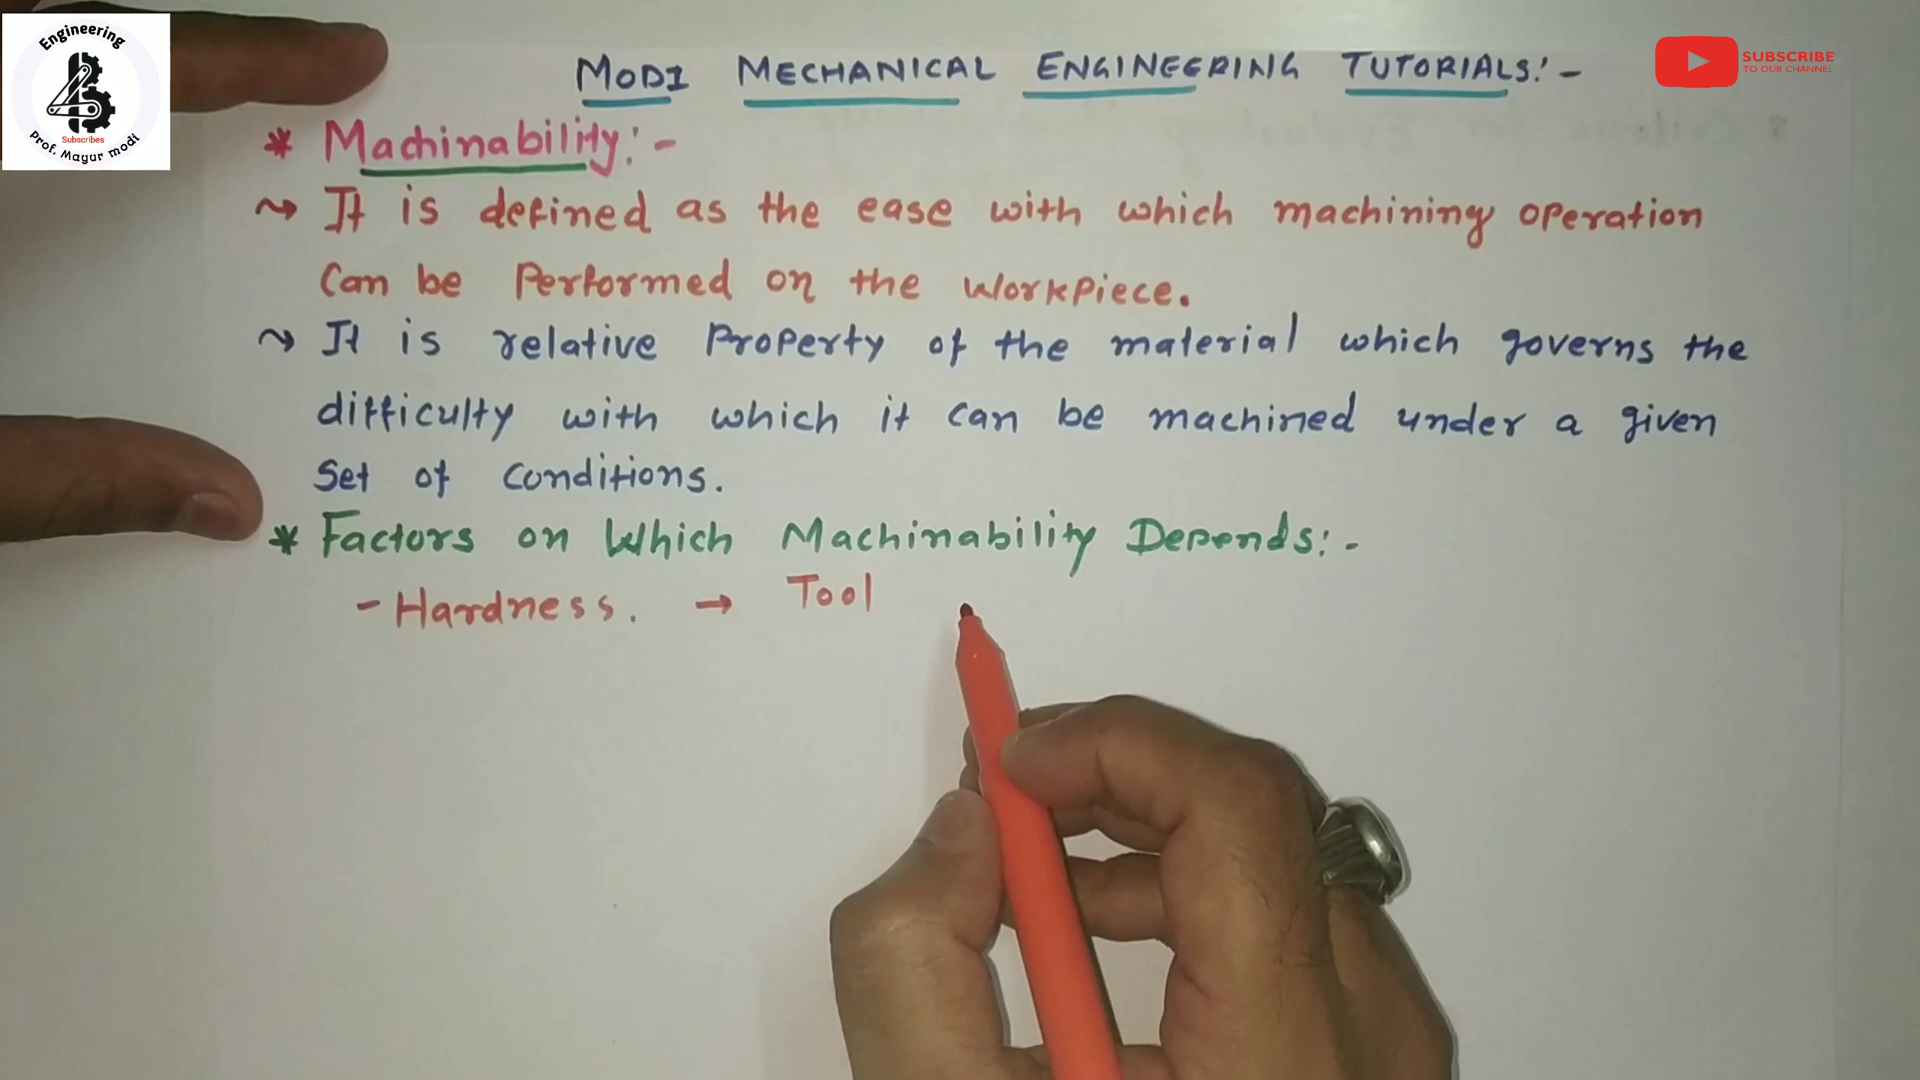 Engineering
Subscribes
Prof. Mayur modi
SUBSCRIBE
TO OUR CHANNEL
MODI MECHANICAL ENGINEERING TUTORIALS:-
* Machinability:-
~> It is defined as the ease with which machining operation
Can be Performed on the workpiece.
~> It is relative Property of the material which governs the
difficulty with which it can be machined under a given
Set of Conditions.
* Factors on Which Machinability Depends:-
- Hardness. → Tool